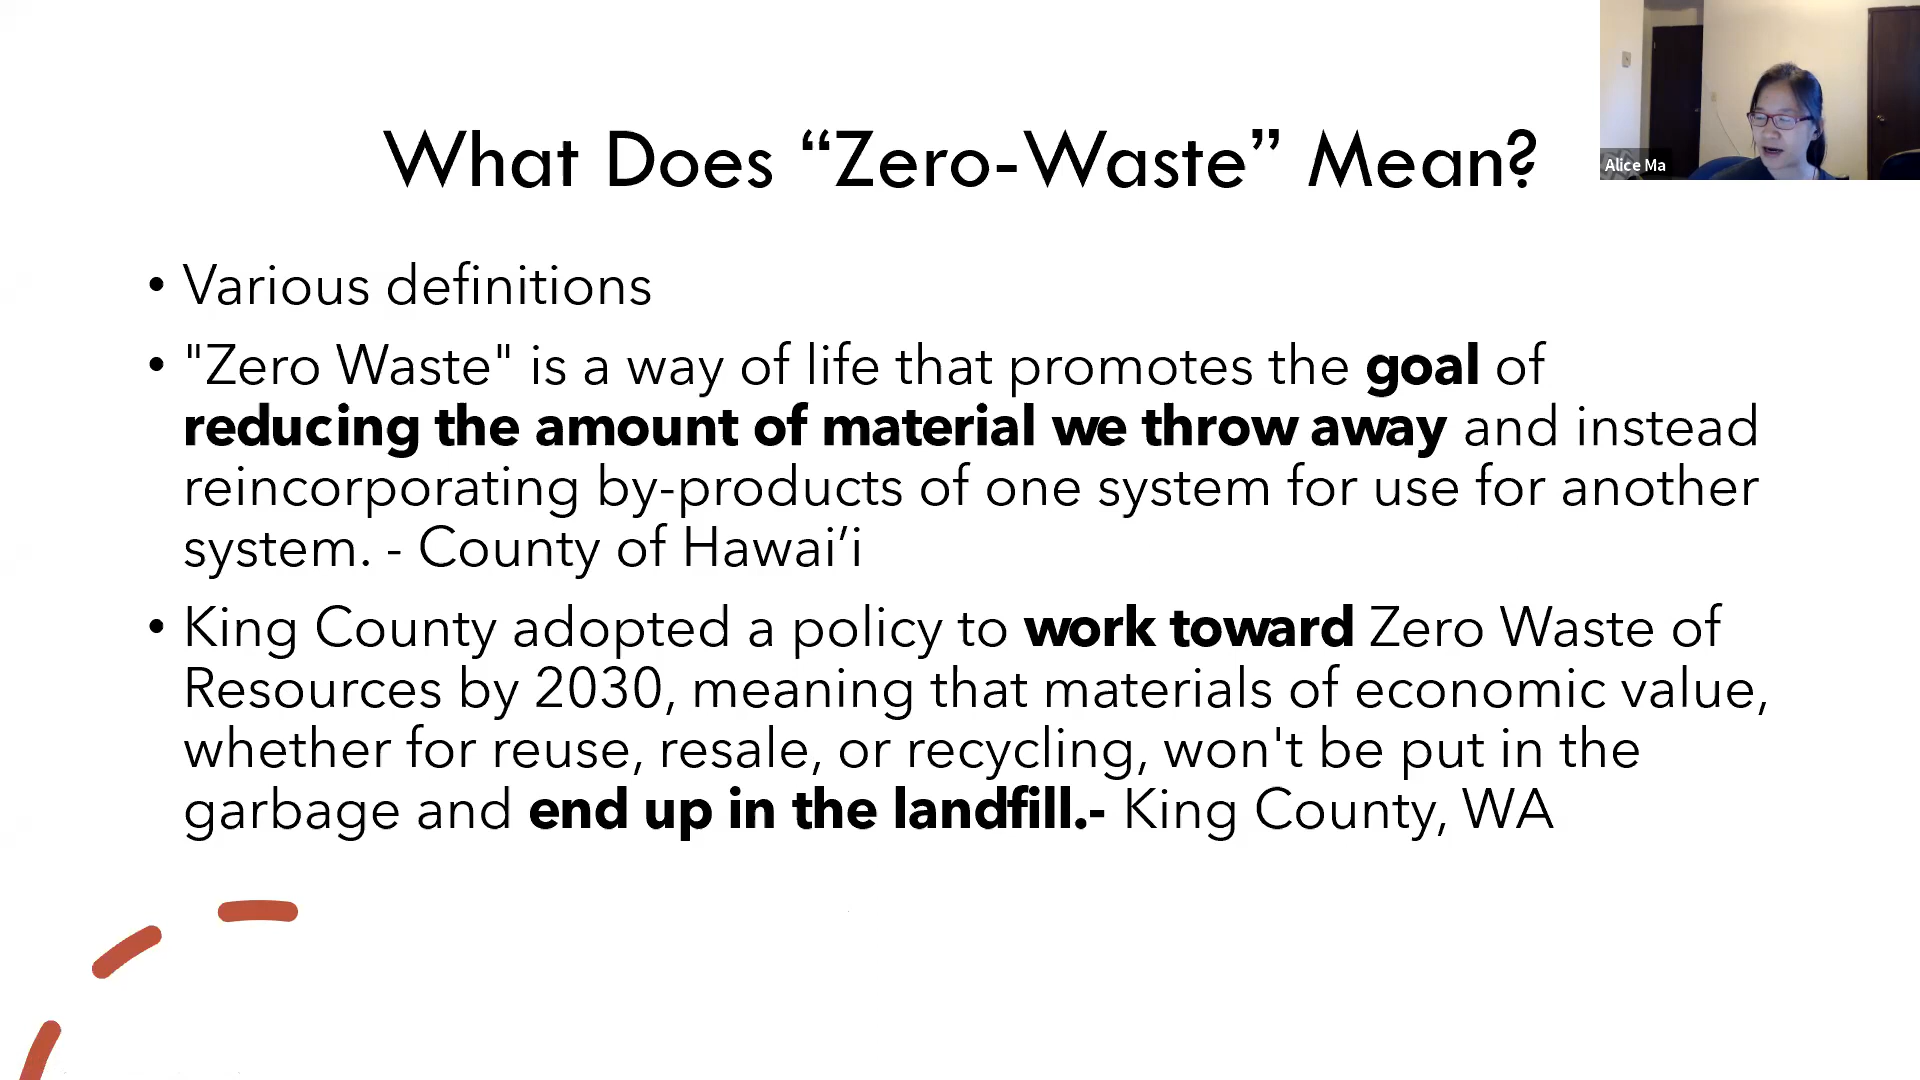 What Does “Zero-Waste” Mean?
Alice Ma
• Various definitions
• "Zero Waste" is a way of life that promotes the goal of
reducing the amount of material we throw away and instead
reincorporating by-products of one system for use for another
system. - County of Hawai’i
• King County adopted a policy to work toward Zero Waste of
Resources by 2030, meaning that materials of economic value,
whether for reuse, resale, or recycling, won't be put in the
garbage and end up in the landfill.- King County, WA